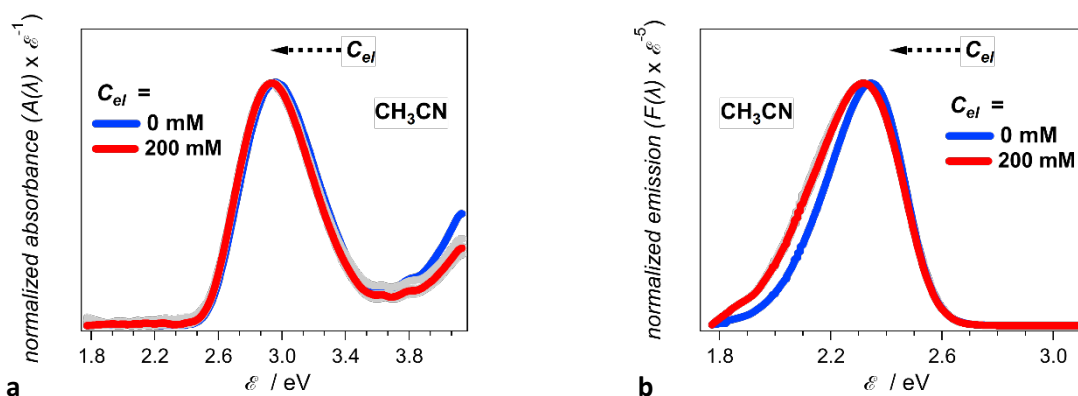 normalized absorbance (A(λ) x ℰ⁻¹)
C_el
C_el =
0 mM
200 mM
CH₃CN
1.8 2.2 2.6 3.0 3.4 3.8
ℰ / eV
a
normalized emission (F(λ) x ℰ⁻⁵)
C_el
CH₃CN
C_el =
0 mM
200 mM
1.8 2.2 2.6 3.0
ℰ / eV
b